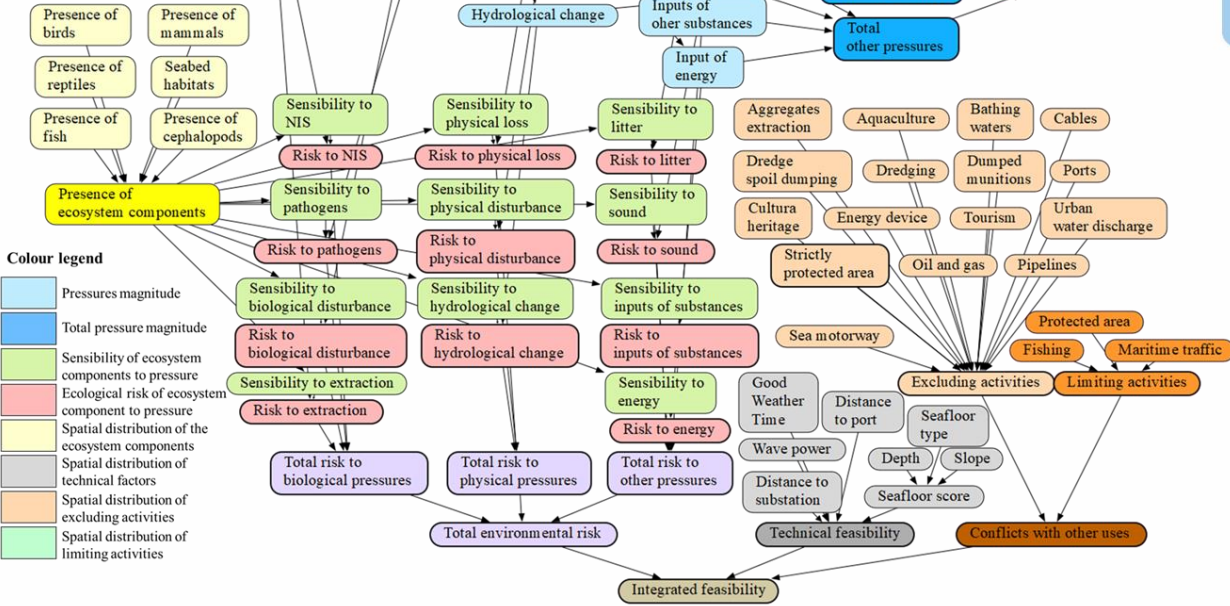 Presence of
birds
Presence of
mammals
Hydrological change
Inputs of
oher substances
Total
other pressures
Input of
energy
Presence of
reptiles
Seabed
habitats
Presence of
fish
Presence of
cephalopods
Sensibility to
NIS
Sensibility to
physical loss
Sensibility to
litter
Aggregates
extraction
Aquaculture
Bathing
waters
Cables
Risk to NIS
Risk to physical loss
Risk to litter
Dredge
spoil dumping
Dredging
Dumped
munitions
Ports
Presence of
ecosystem components
Sensibility to
pathogens
Sensibility to
physical disturbance
Sensibility to
sound
Cultura
heritage
Energy device
Tourism
Urban
water discharge
Risk to pathogens
Risk to
physical disturbance
Risk to sound
Strictly
protected area
Oil and gas
Pipelines
Colour legend
Pressures magnitude
Total pressure magnitude
Sensibility of ecosystem
components to pressure
Ecological risk of ecosystem
component to pressure
Spatial distribution of the
ecosystem components
Spatial distribution of
technical factors
Spatial distribution of
excluding activities
Spatial distribution of
limiting activities
Sensibility to
biological disturbance
Sensibility to
hydrological change
Sensibility to
inputs of substances
Risk to
biological disturbance
Risk to
hydrological change
Risk to
inputs of substances
Sea motorway
Protected area
Fishing
Maritime traffic
Sensibility to extraction
Sensibility to
energy
Excluding activities
Limiting activities
Risk to extraction
Risk to energy
Good
Weather
Time
Distance
to port
Seafloor
type
Wave power
Depth
Slope
Total risk to
biological pressures
Total risk to
physical pressures
Total risk to
other pressures
Distance to
substation
Seafloor score
Total environmental risk
Technical feasibility
Conflicts with other uses
Integrated feasibility